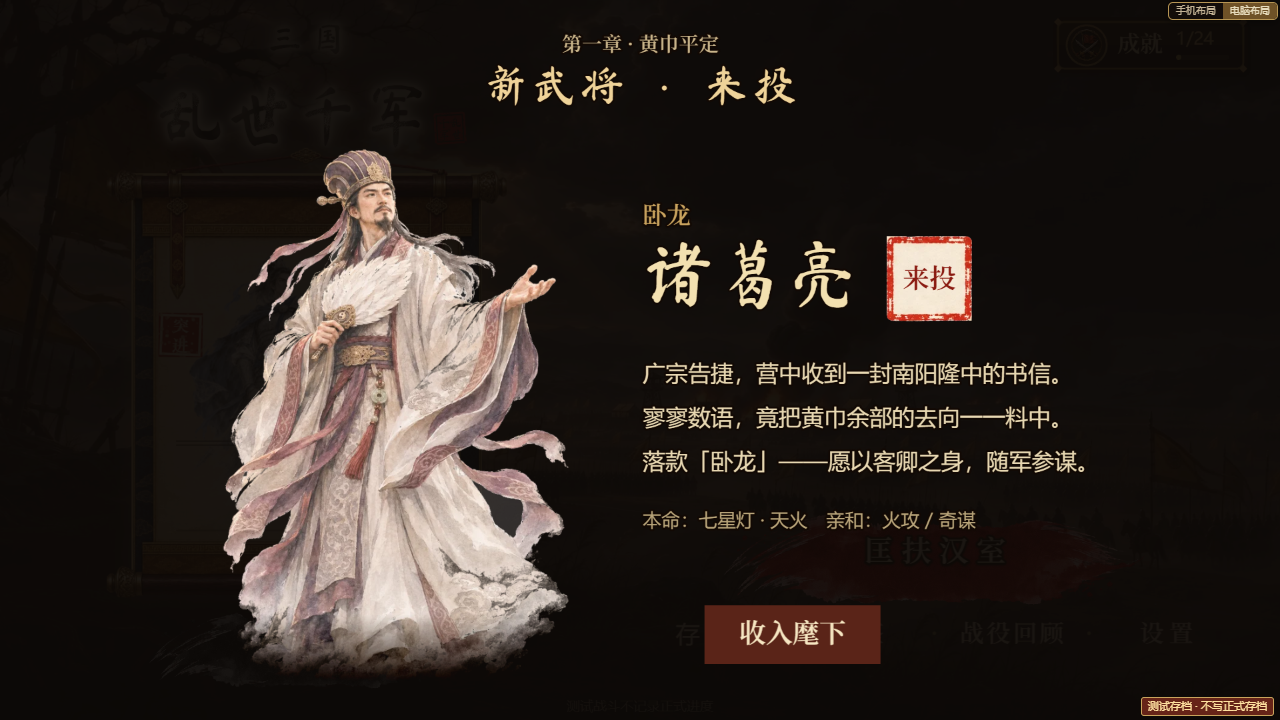 手机布局 电脑布局
第一章 · 黄巾平定
新武将 · 来投
三国
成就 1/24
乱世千军
卧龙
诸葛亮
来投
广宗告捷，营中收到一封南阳隆中的书信。
寥寥数语，竟把黄巾余部的去向一一料中。
落款「卧龙」——愿以客卿之身，随军参谋。
本命：七星灯 · 天火 亲和：火攻 / 奇谋
匡扶汉室
收入麾下
存
· 战役回顾 · 设置
测试存档 · 不写正式存档